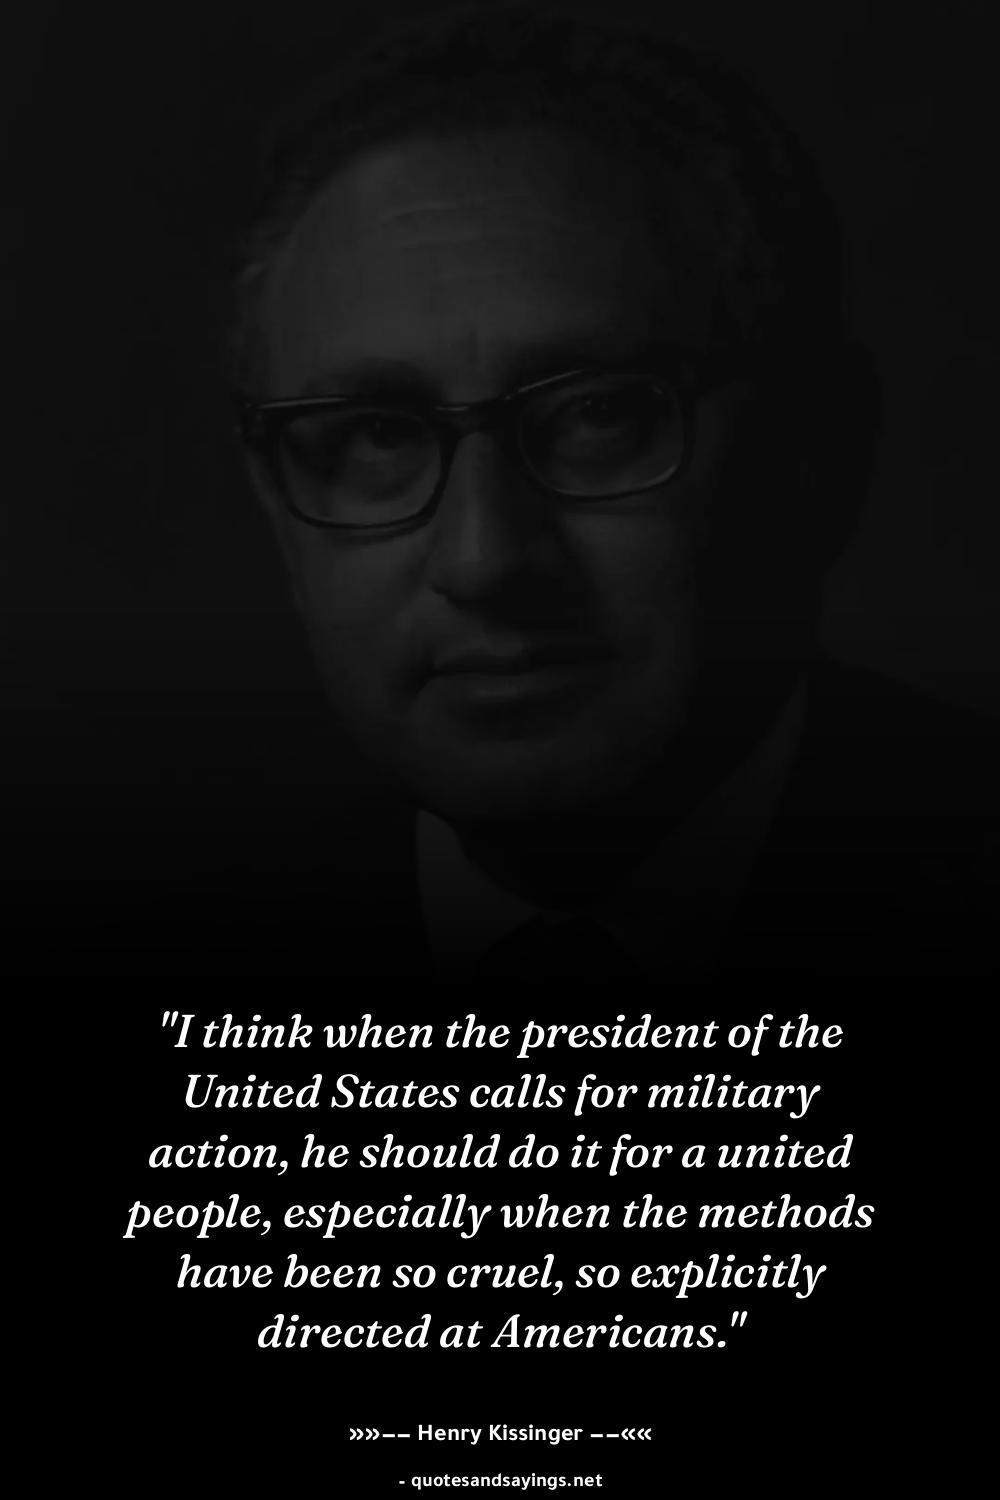 "I think when the president of the
United States calls for military
action, he should do it for a united
people, especially when the methods
have been so cruel, so explicitly
directed at Americans."
»»−− Henry Kissinger −−««
- quotesandsayings.net